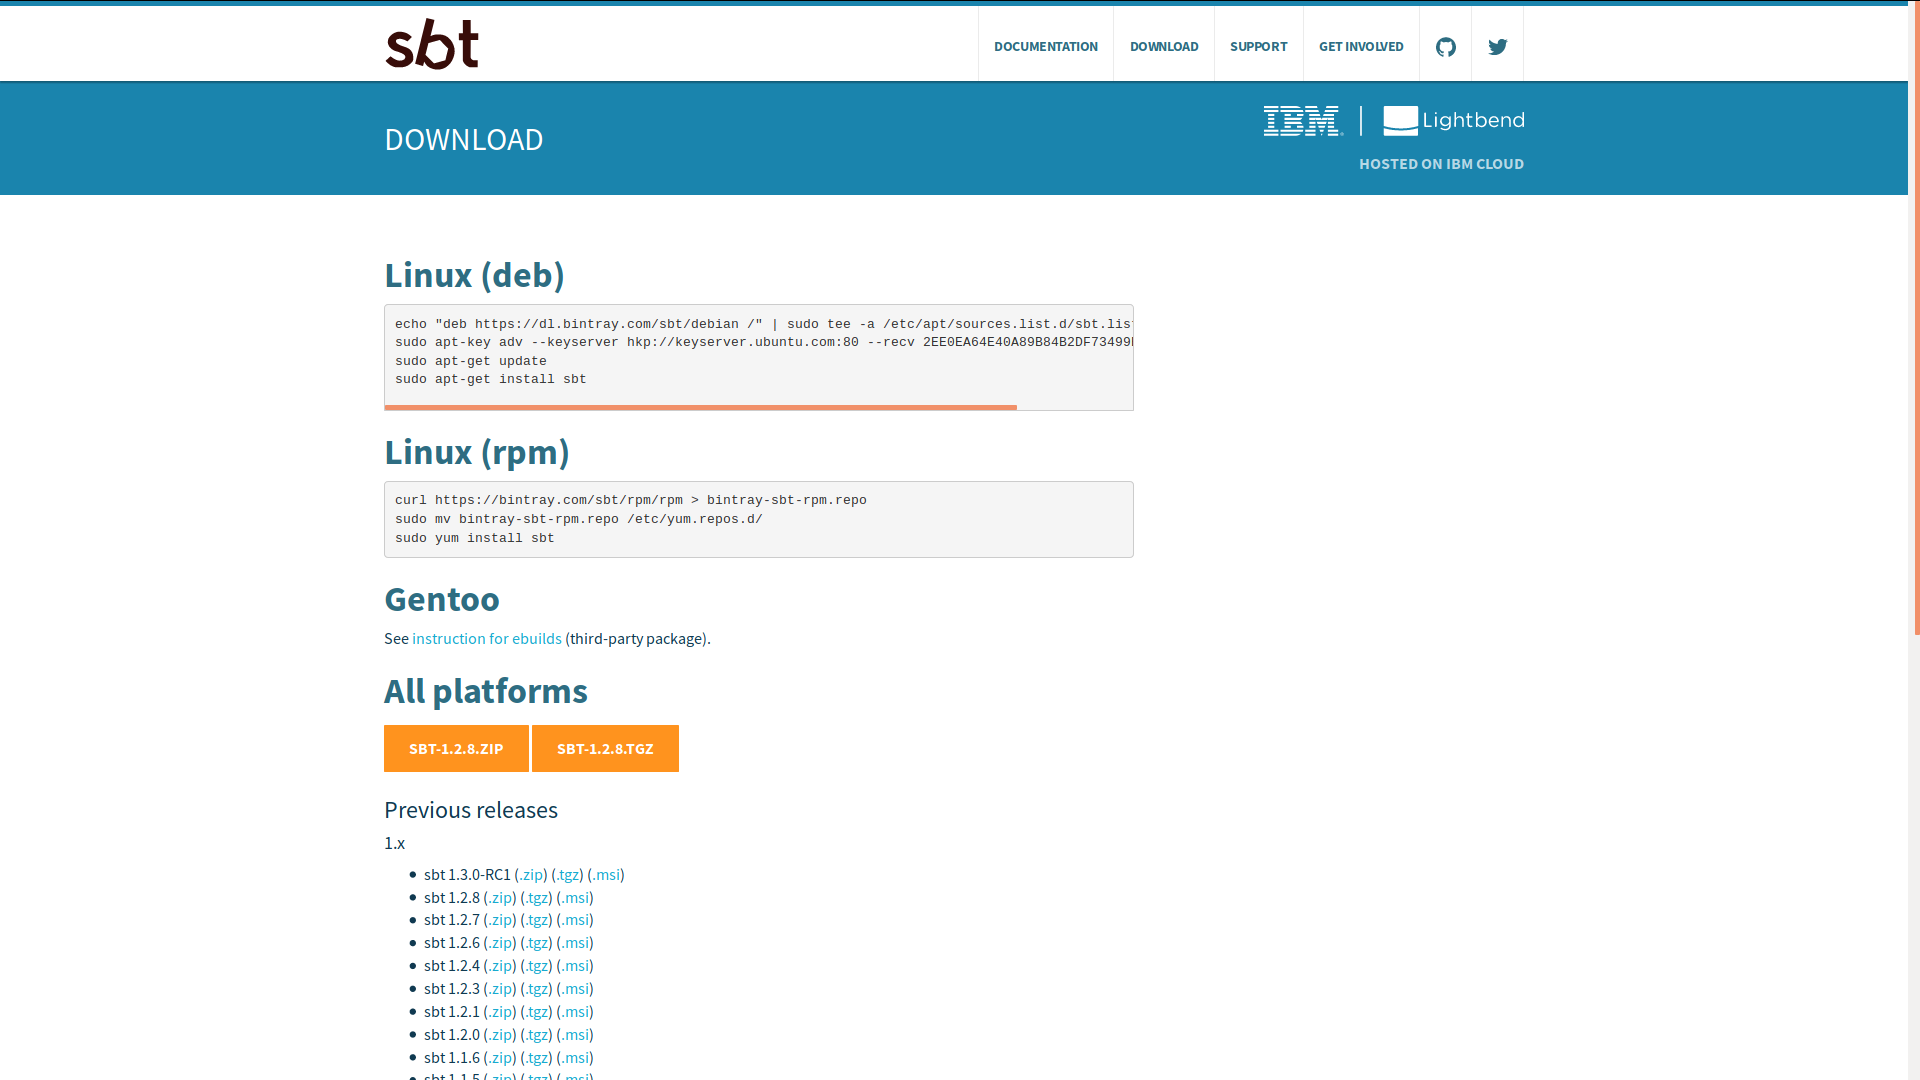 sbt
DOCUMENTATION
DOWNLOAD
SUPPORT
GET INVOLVED
DOWNLOAD
IBM
Lightbend
HOSTED ON IBM CLOUD
Linux (deb)
echo "deb https://dl.bintray.com/sbt/debian /" | sudo tee -a /etc/apt/sources.list.d/sbt.lis
sudo apt-key adv --keyserver hkp://keyserver.ubuntu.com:80 --recv 2EE0EA64E40A89B84B2DF73499
sudo apt-get update
sudo apt-get install sbt
Linux (rpm)
curl https://bintray.com/sbt/rpm/rpm > bintray-sbt-rpm.repo
sudo mv bintray-sbt-rpm.repo /etc/yum.repos.d/
sudo yum install sbt
Gentoo
See instruction for ebuilds (third-party package).
All platforms
SBT-1.2.8.ZIP
SBT-1.2.8.TGZ
Previous releases
1.x
• sbt 1.3.0-RC1 (.zip) (.tgz) (.msi)
• sbt 1.2.8 (.zip) (.tgz) (.msi)
• sbt 1.2.7 (.zip) (.tgz) (.msi)
• sbt 1.2.6 (.zip) (.tgz) (.msi)
• sbt 1.2.4 (.zip) (.tgz) (.msi)
• sbt 1.2.3 (.zip) (.tgz) (.msi)
• sbt 1.2.1 (.zip) (.tgz) (.msi)
• sbt 1.2.0 (.zip) (.tgz) (.msi)
• sbt 1.1.6 (.zip) (.tgz) (.msi)
• sbt 1.1.5 (.zip) (.tgz) (.msi)